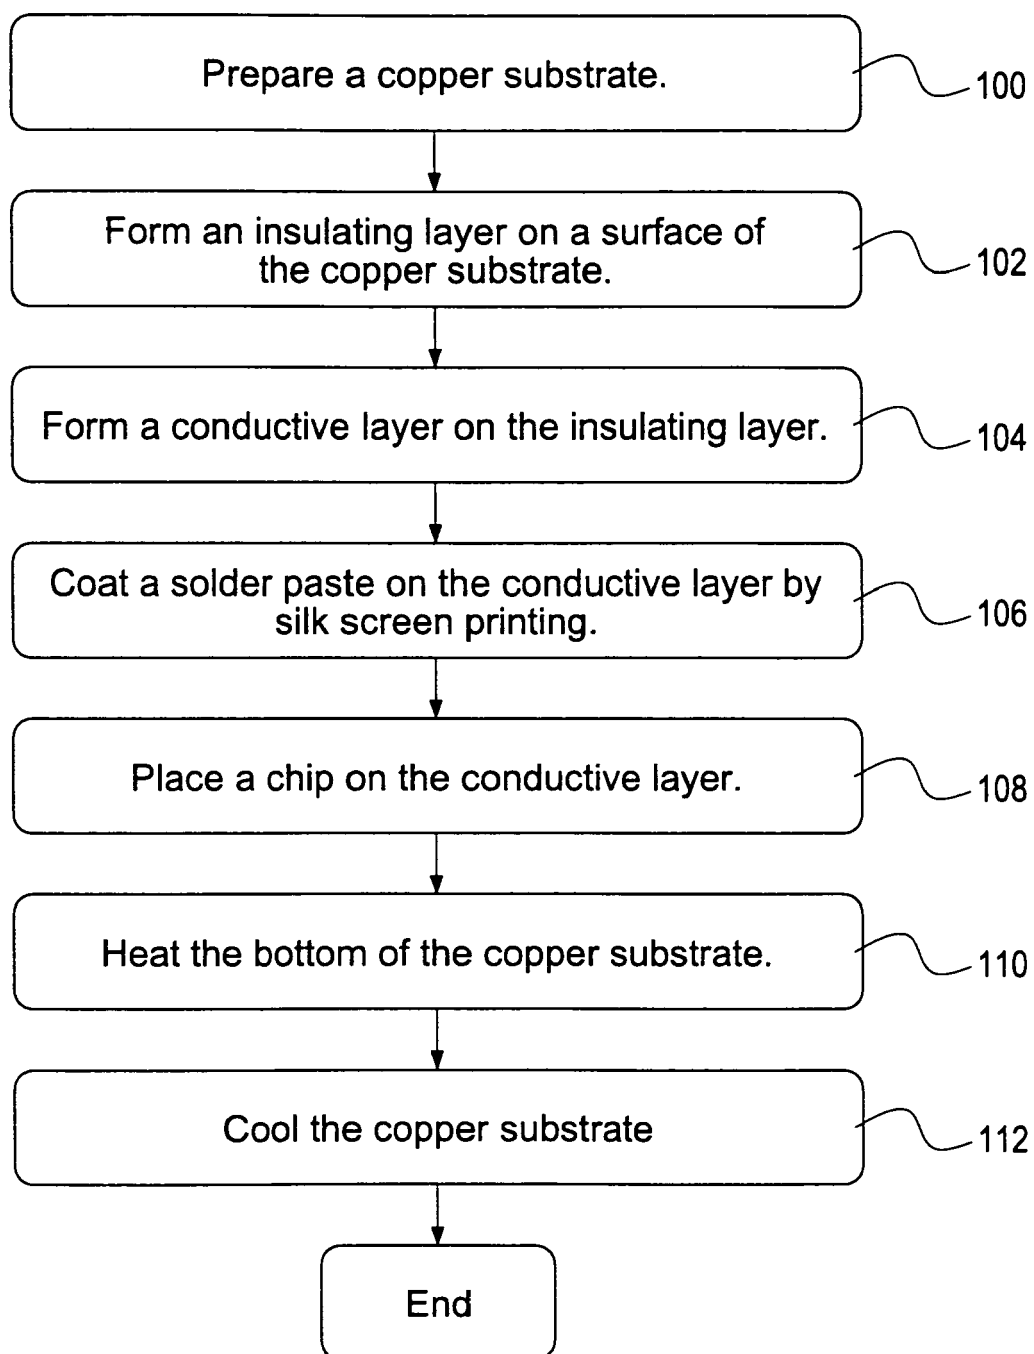 Prepare a copper substrate.
100
Form an insulating layer on a surface of
the copper substrate.
102
Form a conductive layer on the insulating layer.
104
Coat a solder paste on the conductive layer by
silk screen printing.
106
Place a chip on the conductive layer.
108
Heat the bottom of the copper substrate.
110
Cool the copper substrate
112
End